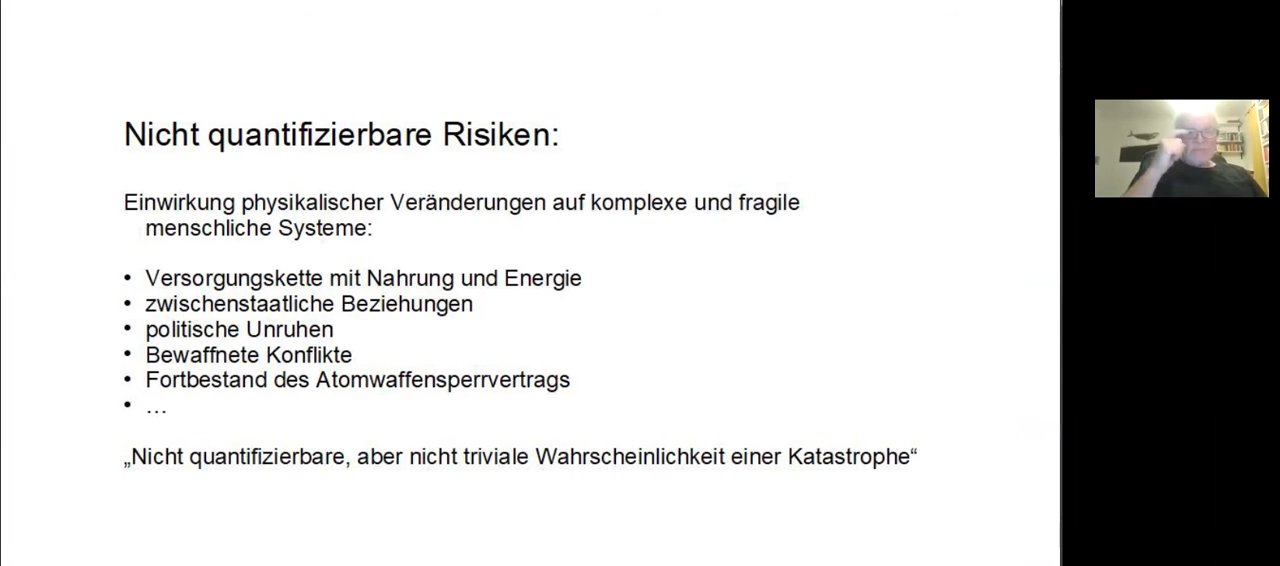 Nicht quantifizierbare Risiken:
Einwirkung physikalischer Veränderungen auf komplexe und fragile
menschliche Systeme:
• Versorgungskette mit Nahrung und Energie
• zwischenstaatliche Beziehungen
• politische Unruhen
• Bewaffnete Konflikte
• Fortbestand des Atomwaffensperrvertrags
• …
„Nicht quantifizierbare, aber nicht triviale Wahrscheinlichkeit einer Katastrophe“